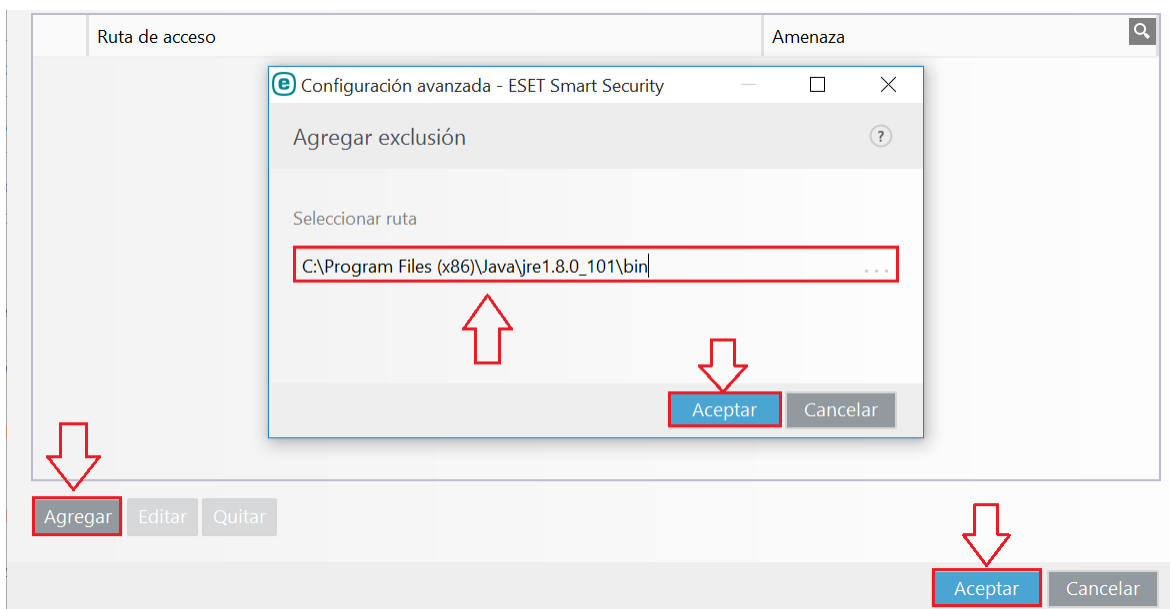 Ruta de acceso
Amenaza
e Configuración avanzada - ESET Smart Security
Agregar exclusión
?
Seleccionar ruta
C:\Program Files (x86)\Java\jre1.8.0_101\bin
...
Aceptar
Cancelar
Agregar
Editar
Quitar
Aceptar
Cancelar